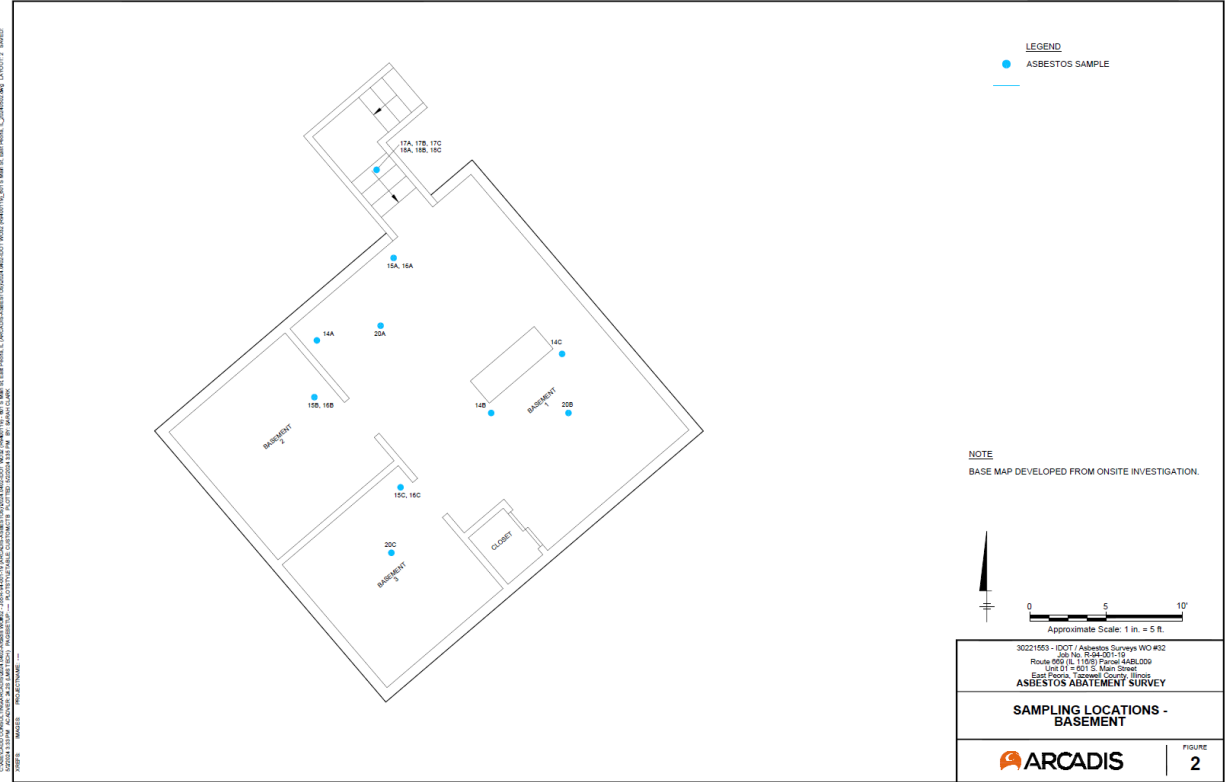 LEGEND
ASBESTOS SAMPLE
17A, 17B, 17C
18A, 18B, 18C
15A, 16A
14A
20A
14C
15B, 16B
14B
BASEMENT
1
20B
BASEMENT
2
15C, 16C
20C
BASEMENT
3
CLOSET
NOTE
BASE MAP DEVELOPED FROM ONSITE INVESTIGATION.
0 5 10'
Approximate Scale: 1 in. = 5 ft.
30221553 - IDOT / Asbestos Surveys WO #32
Job No. R-94-001-19
Route 669 (IL 116/8) Parcel 4ABL009
Unit 01 = 601 S. Main Street
East Peoria, Tazewell County, Illinois
ASBESTOS ABATEMENT SURVEY
SAMPLING LOCATIONS -
BASEMENT
ARCADIS
FIGURE
2
XREFS: IMAGES: PROJECTNAME: ---